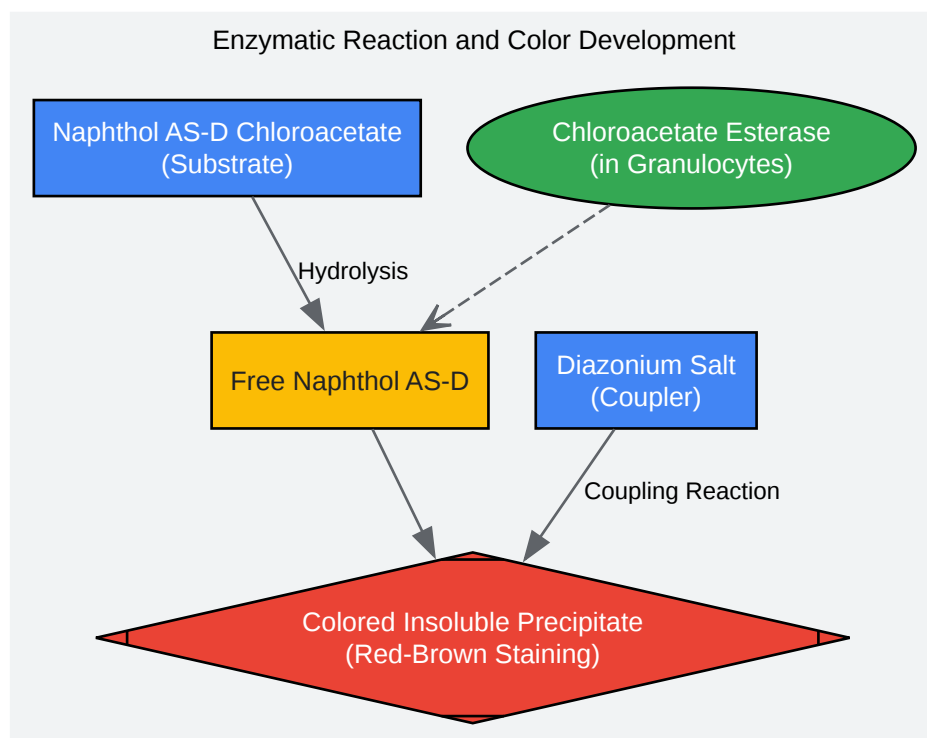 Enzymatic Reaction and Color Development
Naphthol AS-D Chloroacetate
(Substrate)
Chloroacetate Esterase
(in Granulocytes)
Hydrolysis
Free Naphthol AS-D
Diazonium Salt
(Coupler)
Coupling Reaction
Colored Insoluble Precipitate
(Red-Brown Staining)